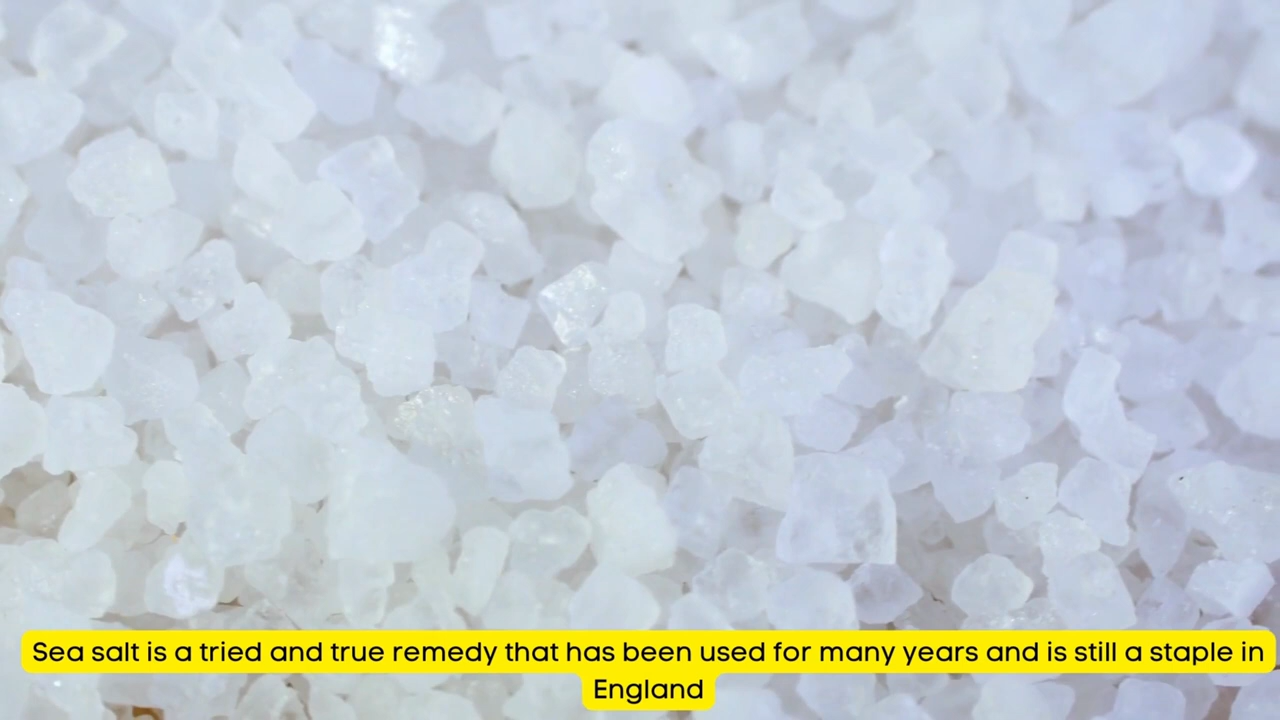 Sea salt is a tried and true remedy that has been used for many years and is still a staple in
England